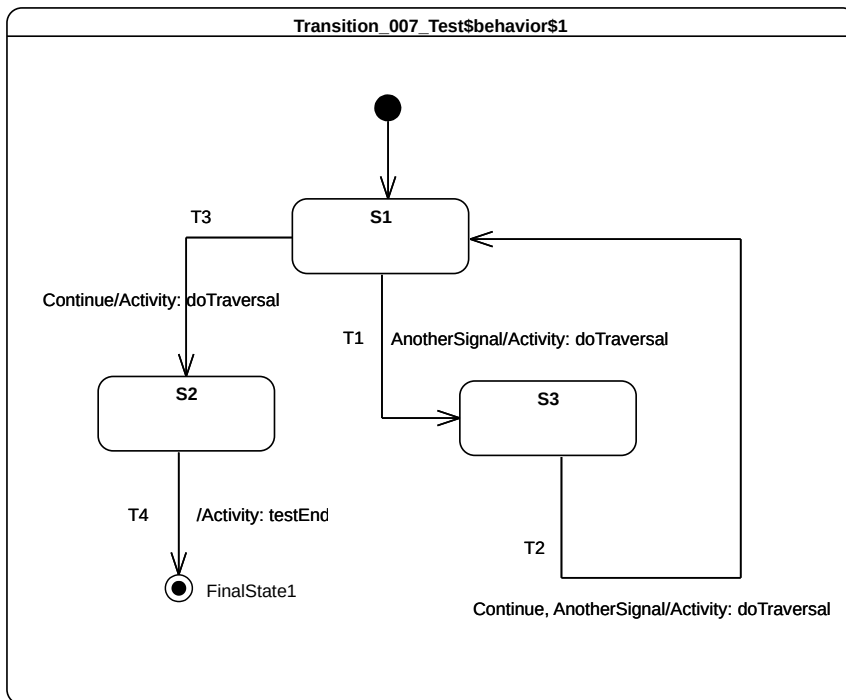 Transition_007_Test$behavior$1
S1
T3
Continue/Activity: doTraversal
T1
AnotherSignal/Activity: doTraversal
S2
S3
T4
/Activity: testEnd
T2
FinalState1
Continue, AnotherSignal/Activity: doTraversal